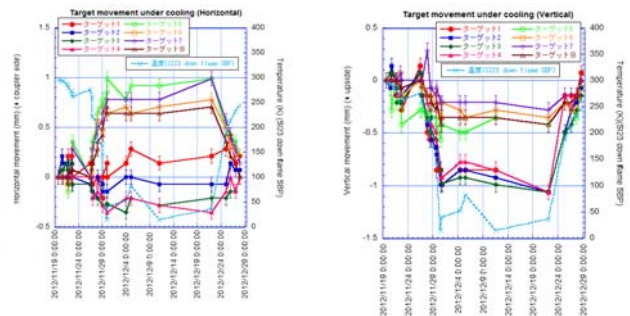 Target movement under cooling (Horizontal)
ターゲット1
ターゲット2
ターゲット3
ターゲット4
ターゲット5
ターゲット6
ターゲット7
ターゲット8
温度(SI23 down flame SBP)
Horizontal movement (mm) (+ coupler side)
1.5
1
0.5
0
-0.5
Temperature (K)(SI23 down flame SBP)
400
350
300
250
200
150
100
50
0
2012/11/19 0:00:00
2012/11/24 0:00:00
2012/11/29 0:00:00
2012/12/4 0:00:00
2012/12/9 0:00:00
2012/12/14 0:00:00
2012/12/19 0:00:00
2012/12/24 0:00:00
2012/12/29 0:00:00
Target movement under cooling (Vertical)
ターゲット1
ターゲット2
ターゲット3
ターゲット4
ターゲット5
ターゲット6
ターゲット7
ターゲット8
温度(SI23 down flame SBP)
Vertical movement (mm) (+ upside)
0.5
0
-0.5
-1
-1.5
Temperature (K)(SI23 down flame SBP)
400
350
300
250
200
150
100
50
0
2012/11/19 0:00:00
2012/11/24 0:00:00
2012/11/29 0:00:00
2012/12/4 0:00:00
2012/12/9 0:00:00
2012/12/14 0:00:00
2012/12/19 0:00:00
2012/12/24 0:00:00
2012/12/29 0:00:00